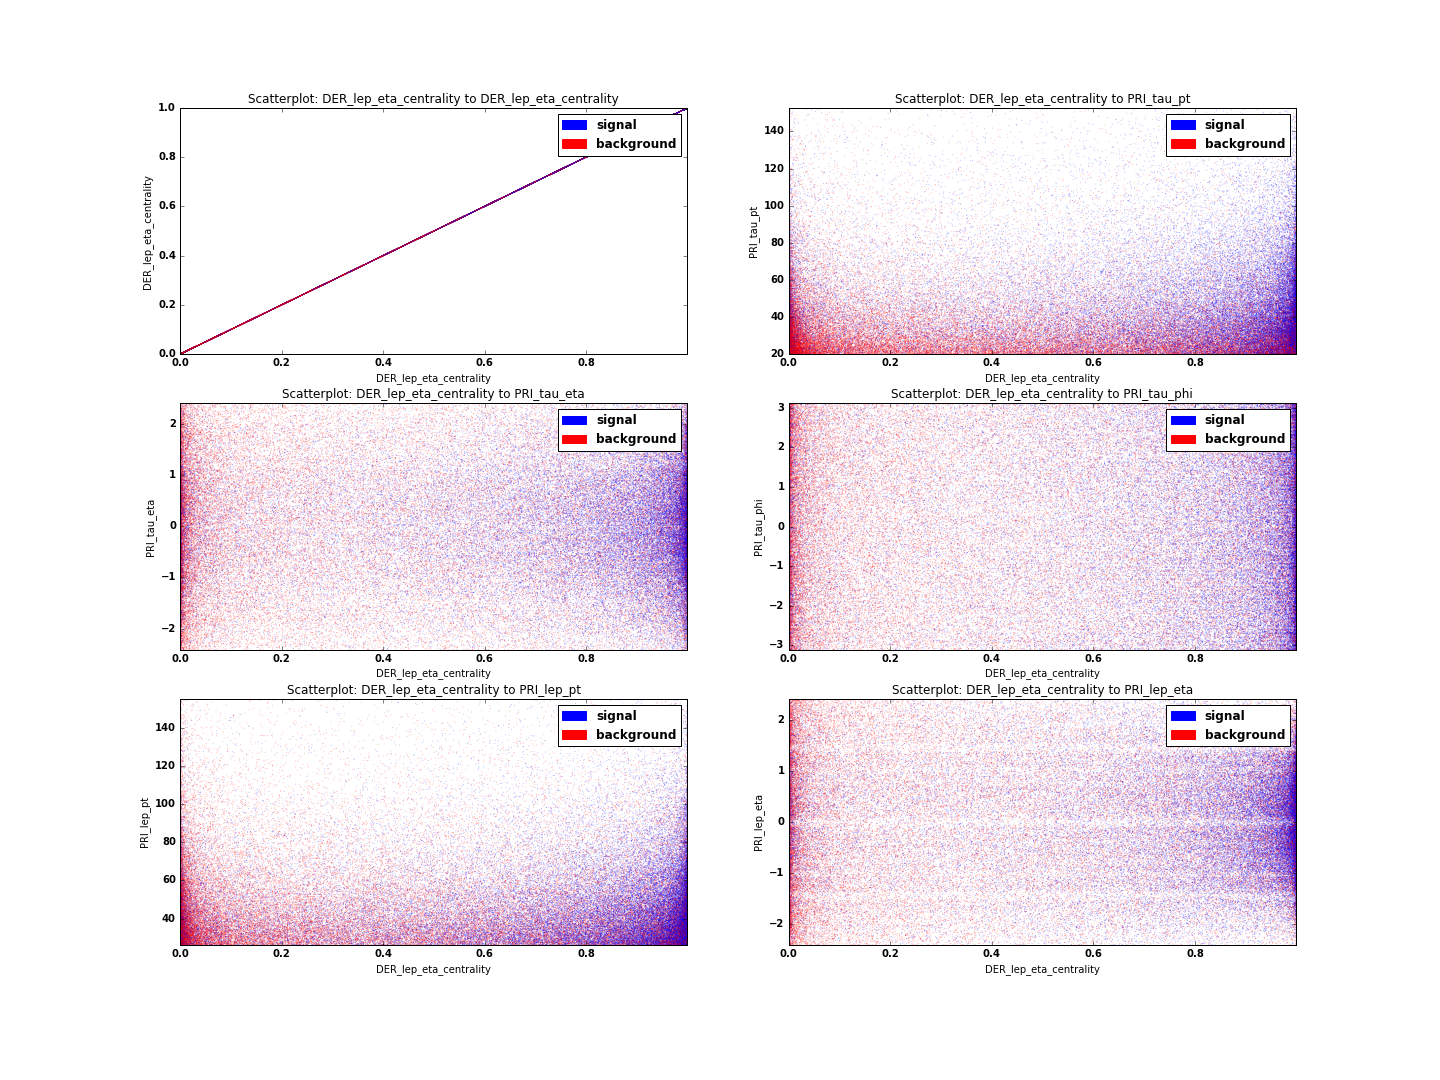 Scatterplot: DER_lep_eta_centrality to DER_lep_eta_centrality
signal
background
DER_lep_eta_centrality
1.0
0.8
0.6
0.4
0.2
0.0
0.0 0.2 0.4 0.6 0.8
DER_lep_eta_centrality
Scatterplot: DER_lep_eta_centrality to PRI_tau_pt
signal
background
PRI_tau_pt
140
120
100
80
60
40
20
0.0 0.2 0.4 0.6 0.8
DER_lep_eta_centrality
Scatterplot: DER_lep_eta_centrality to PRI_tau_eta
signal
background
PRI_tau_eta
2
1
0
−1
−2
0.0 0.2 0.4 0.6 0.8
DER_lep_eta_centrality
Scatterplot: DER_lep_eta_centrality to PRI_tau_phi
signal
background
PRI_tau_phi
3
2
1
0
−1
−2
−3
0.0 0.2 0.4 0.6 0.8
DER_lep_eta_centrality
Scatterplot: DER_lep_eta_centrality to PRI_lep_pt
signal
background
PRI_lep_pt
140
120
100
80
60
40
0.0 0.2 0.4 0.6 0.8
DER_lep_eta_centrality
Scatterplot: DER_lep_eta_centrality to PRI_lep_eta
signal
background
PRI_lep_eta
2
1
0
−1
−2
0.0 0.2 0.4 0.6 0.8
DER_lep_eta_centrality